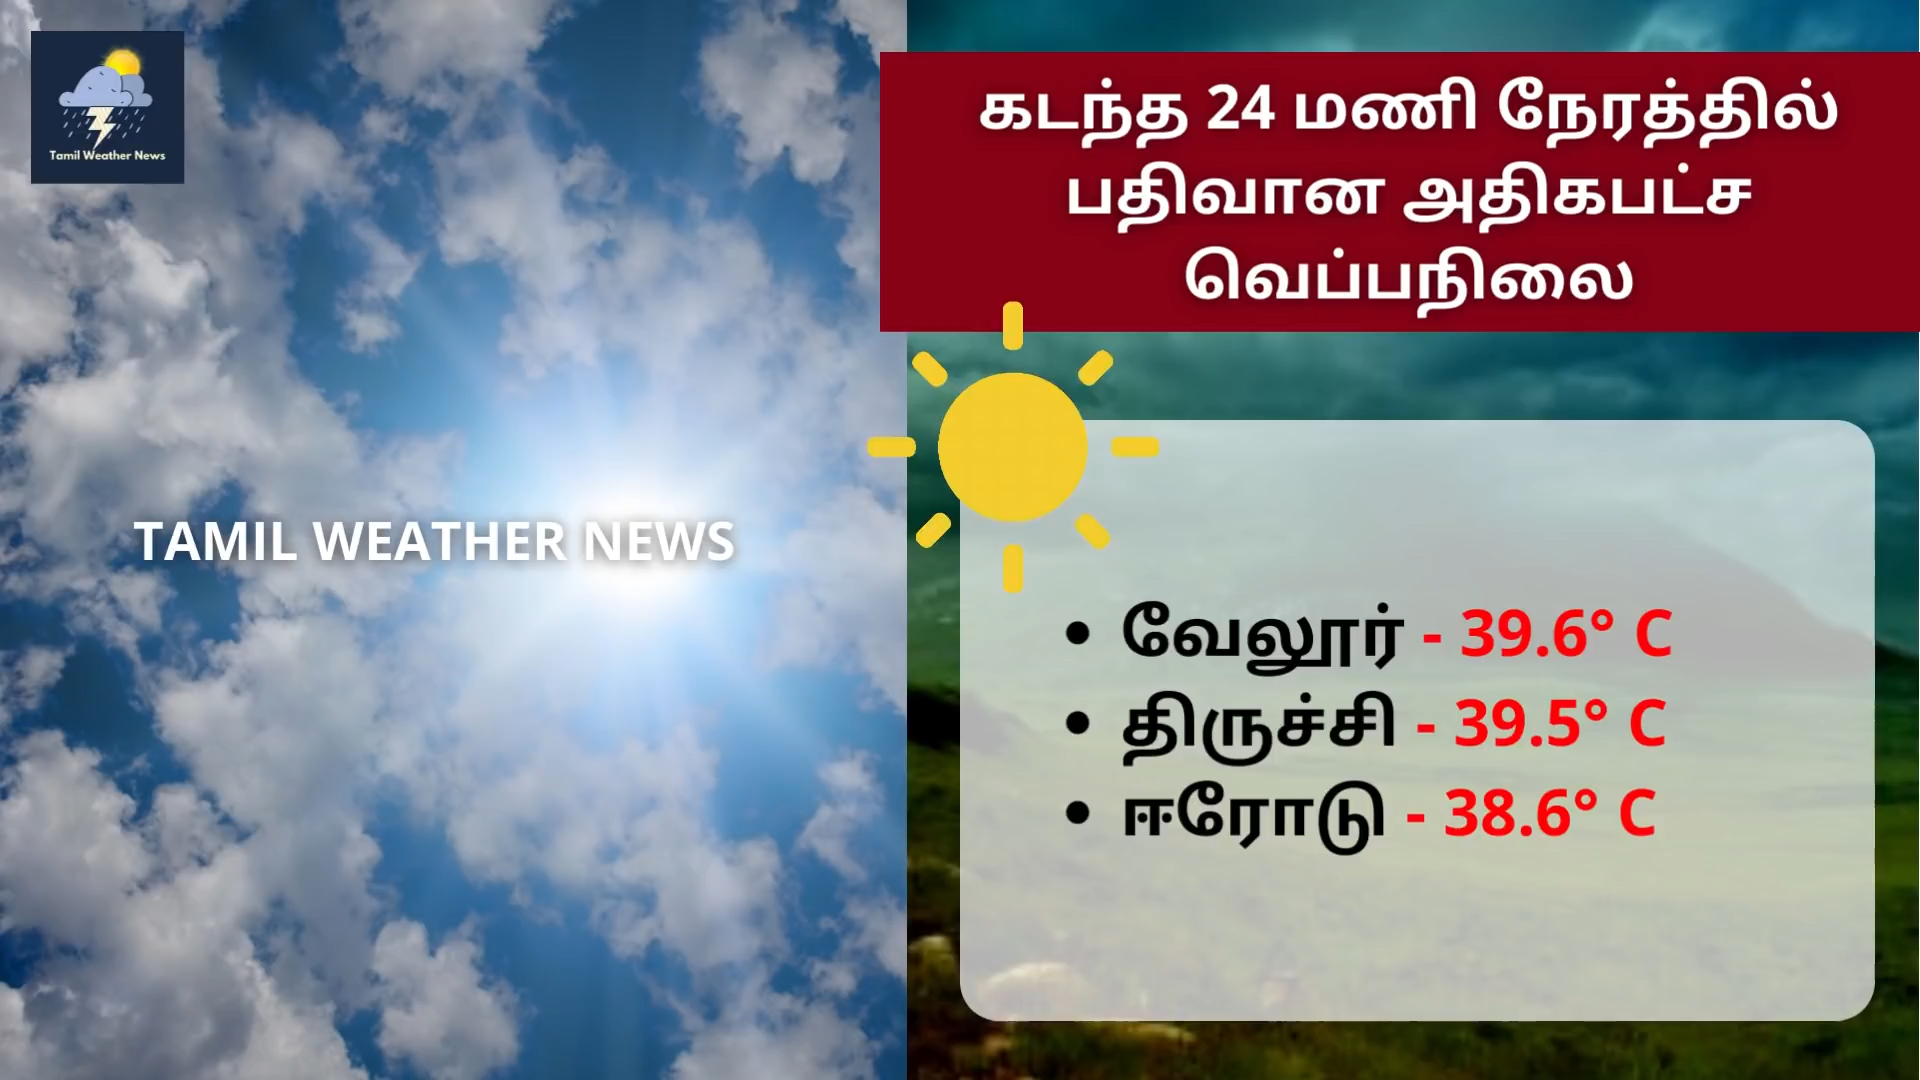 Tamil Weather News
TAMIL WEATHER NEWS
கடந்த 24 மணி நேரத்தில்
பதிவான அதிகபட்ச
வெப்பநிலை
• வேலூர் - 39.6° C
• திருச்சி - 39.5° C
• ஈரோடு - 38.6° C